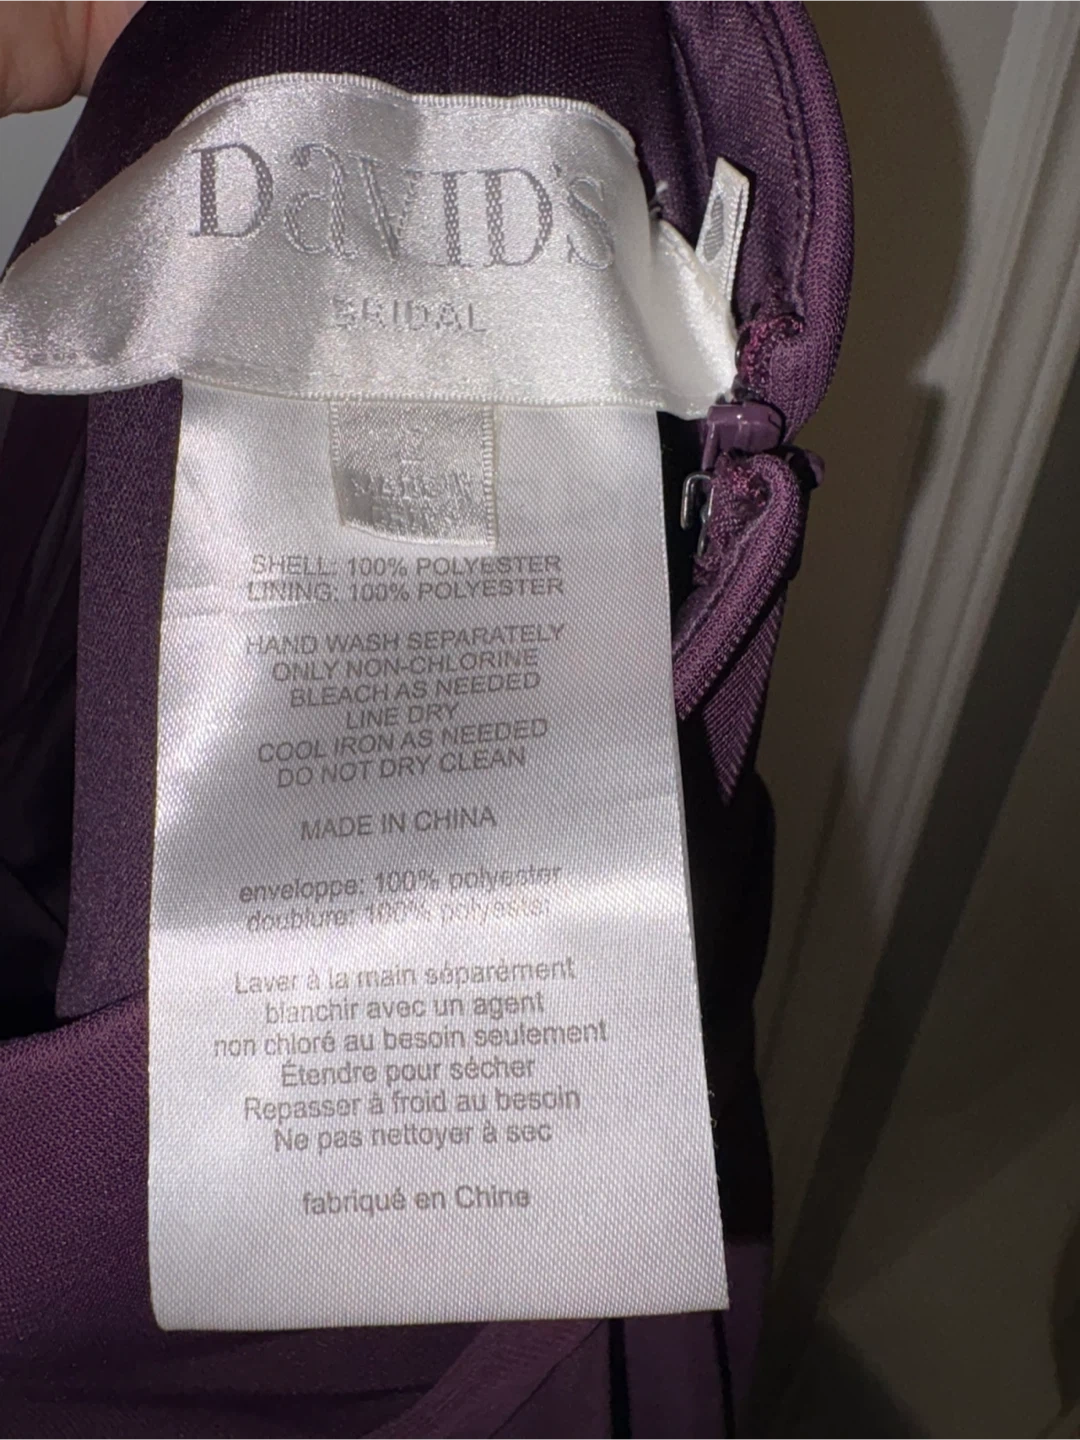 DAVID'S
BRIDAL
MADE IN
SHELL: 100% POLYESTER
LINING: 100% POLYESTER
HAND WASH SEPARATELY
ONLY NON-CHLORINE
BLEACH AS NEEDED
LINE DRY
COOL IRON AS NEEDED
DO NOT DRY CLEAN
MADE IN CHINA
enveloppe: 100% polyester
doublure: 100% polyester
Laver à la main séparément
blanchir avec un agent
non chloré au besoin seulement
Étendre pour sécher
Repasser à froid au besoin
Ne pas nettoyer à sec
fabriqué en Chine